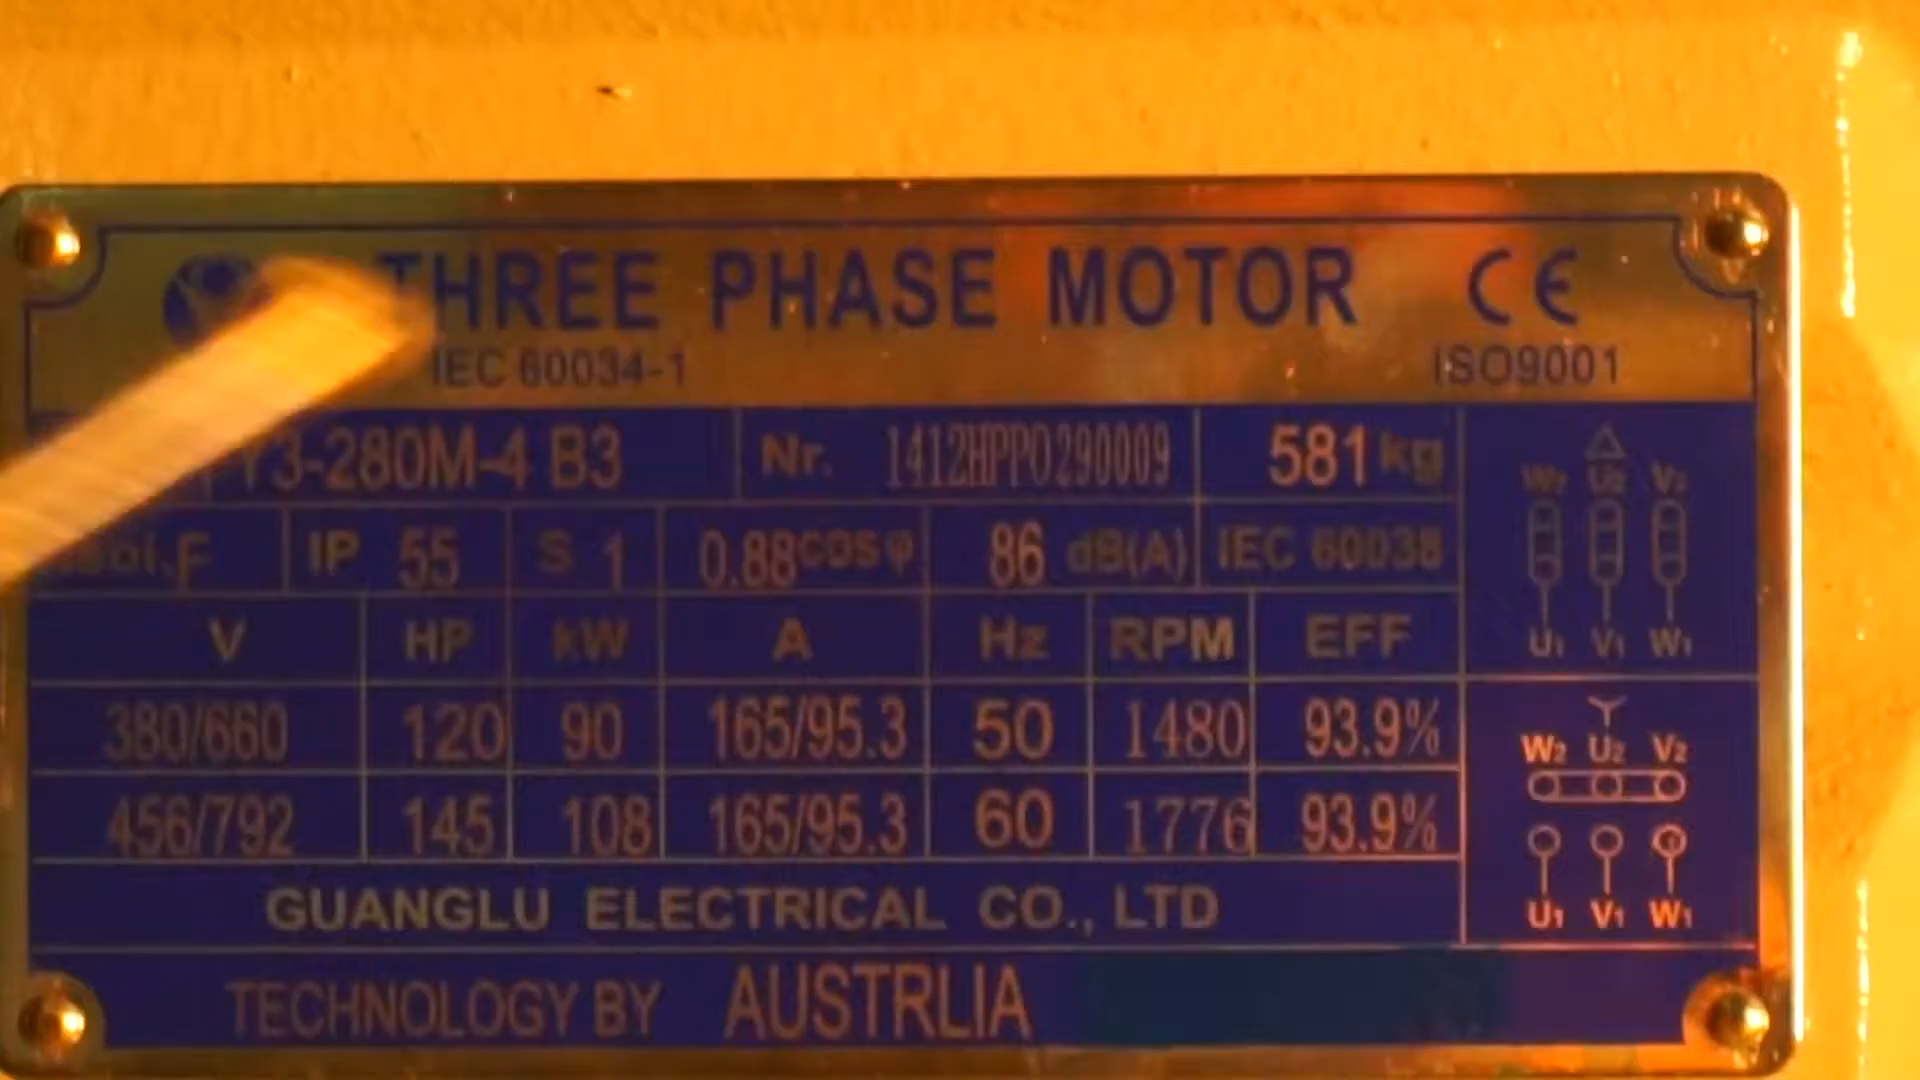 THREE PHASE MOTOR CE
IEC 60034-1 ISO9001
Y3-280M-4 B3 Nr. 1412HPPO290009 581 kg
F IP 55 S 1 0.88 cosφ 86 dB(A) IEC 60038
V HP kW A Hz RPM EFF
380/660 120 90 165/95.3 50 1480 93.9%
456/792 145 108 165/95.3 60 1776 93.9%
GUANGLU ELECTRICAL CO., LTD
TECHNOLOGY BY AUSTRLIA
△
W2 U2 V2
U1 V1 W1
Y
W2 U2 V2
U1 V1 W1